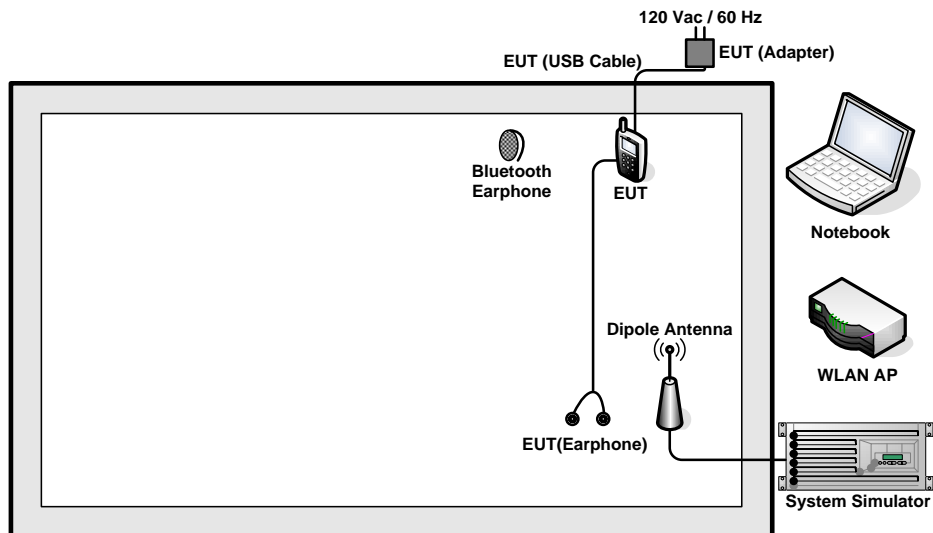 120 Vac / 60 Hz
EUT (USB Cable)
EUT (Adapter)
Bluetooth
Earphone
EUT
Notebook
Dipole Antenna
WLAN AP
EUT(Earphone)
System Simulator